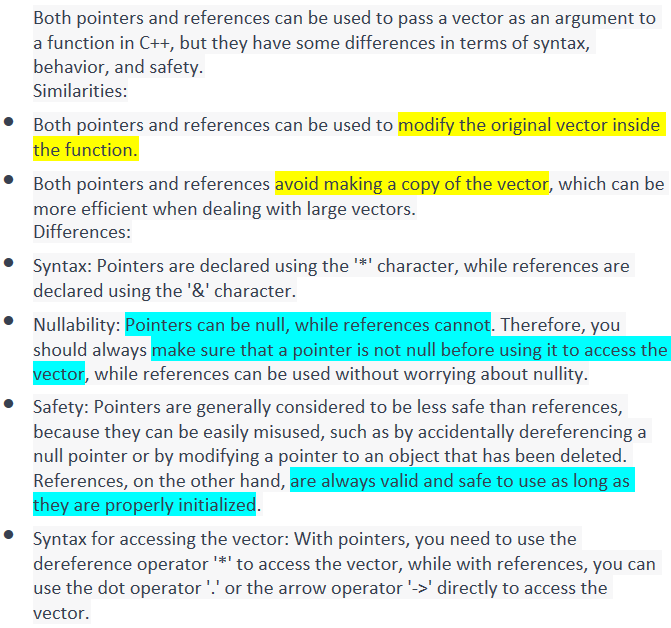 Both pointers and references can be used to pass a vector as an argument to
a function in C++, but they have some differences in terms of syntax,
behavior, and safety.
Similarities:
• Both pointers and references can be used to modify the original vector inside
the function.
• Both pointers and references avoid making a copy of the vector, which can be
more efficient when dealing with large vectors.
Differences:
• Syntax: Pointers are declared using the '*' character, while references are
declared using the '&' character.
• Nullability: Pointers can be null, while references cannot. Therefore, you
should always make sure that a pointer is not null before using it to access the
vector, while references can be used without worrying about nullity.
• Safety: Pointers are generally considered to be less safe than references,
because they can be easily misused, such as by accidentally dereferencing a
null pointer or by modifying a pointer to an object that has been deleted.
References, on the other hand, are always valid and safe to use as long as
they are properly initialized.
• Syntax for accessing the vector: With pointers, you need to use the
dereference operator '*' to access the vector, while with references, you can
use the dot operator '.' or the arrow operator '->' directly to access the
vector.